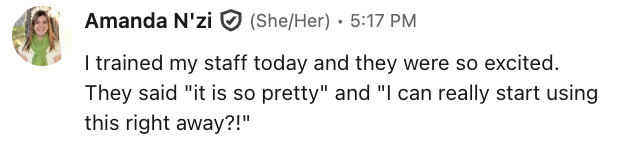 Amanda N'zi (She/Her) • 5:17 PM
I trained my staff today and they were so excited.
They said "it is so pretty" and "I can really start using
this right away?!"